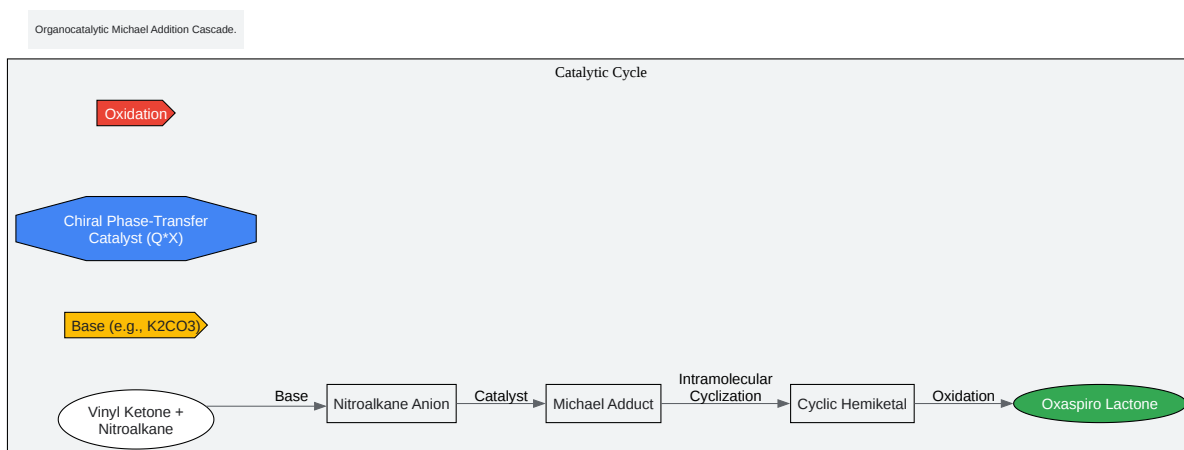 Organocatalytic Michael Addition Cascade.
Catalytic Cycle
Oxidation
Chiral Phase-Transfer
Catalyst (Q*X)
Base (e.g., K2CO3)
Vinyl Ketone +
Nitroalkane
Base
Nitroalkane Anion
Catalyst
Michael Adduct
Intramolecular
Cyclization
Cyclic Hemiketal
Oxidation
Oxaspiro Lactone